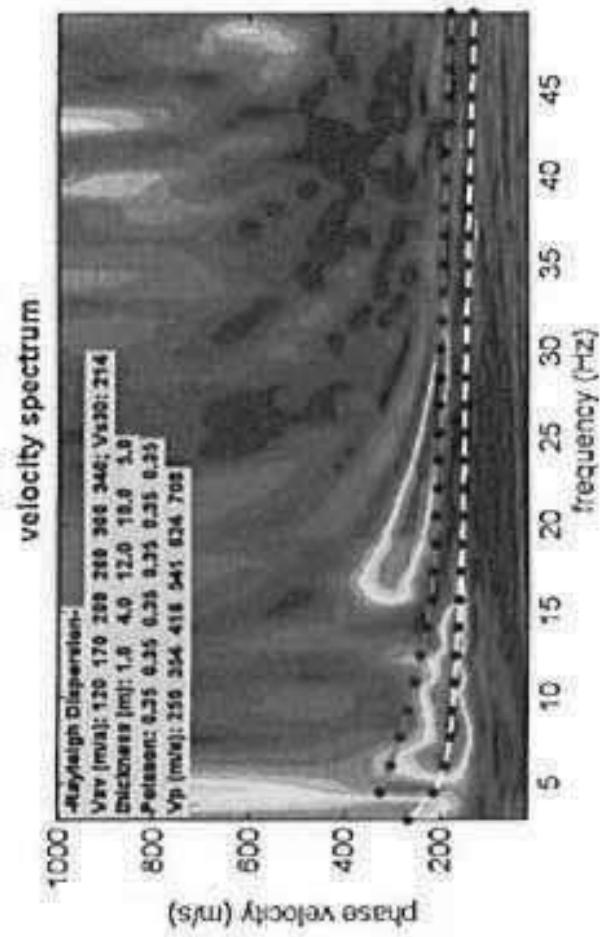 velocity spectrum
-Rayleigh Dispersion-
Vsv (m/s): 120 170 200 260 300 340; Vs30: 214
thickness (m): 1.0 4.0 12.0 10.0 5.0
Poisson: 0.35 0.35 0.35 0.35 0.35 0.35
Vp (m/s): 250 354 416 541 624 708
phase velocity (m/s)
1000
800
600
400
200
5
10
15
20
25
30
35
40
45
frequency (HZ)